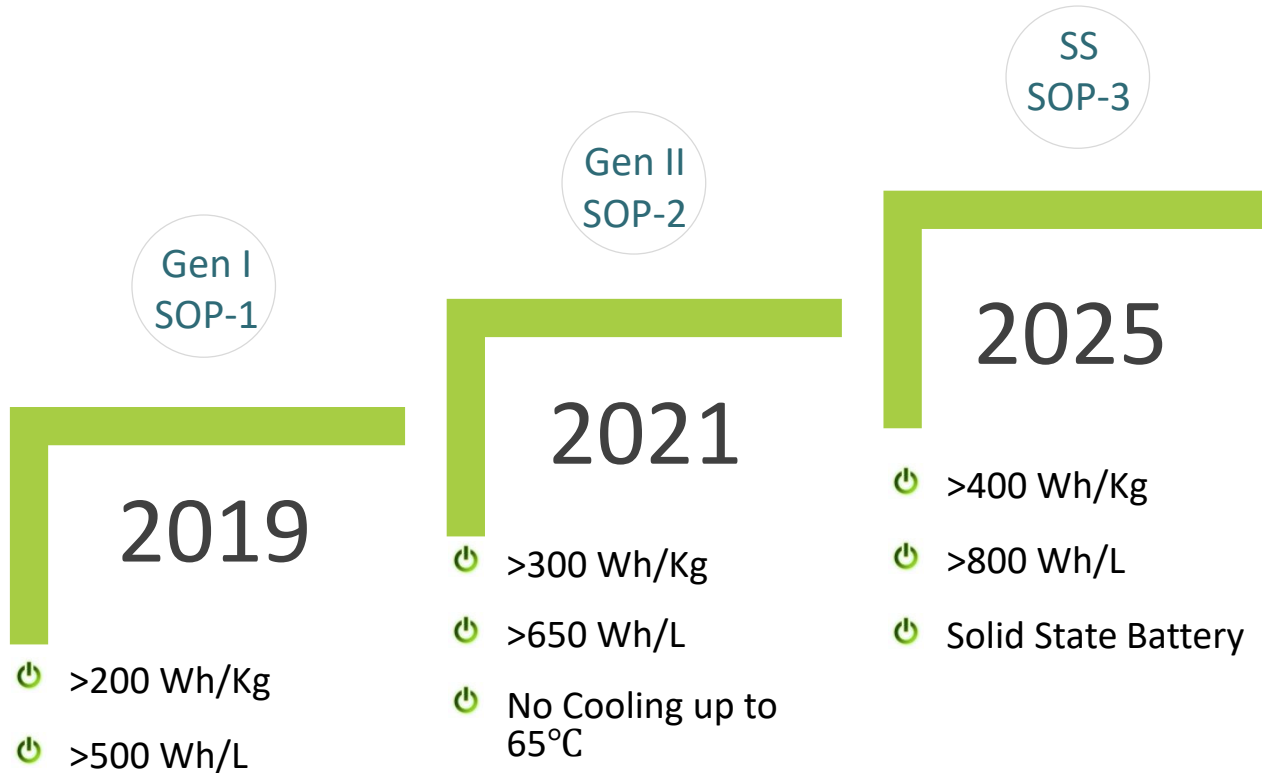 Gen I
SOP-1
2019
>200 Wh/Kg
>500 Wh/L
Gen II
SOP-2
2021
>300 Wh/Kg
>650 Wh/L
No Cooling up to
65℃
SS
SOP-3
2025
>400 Wh/Kg
>800 Wh/L
Solid State Battery